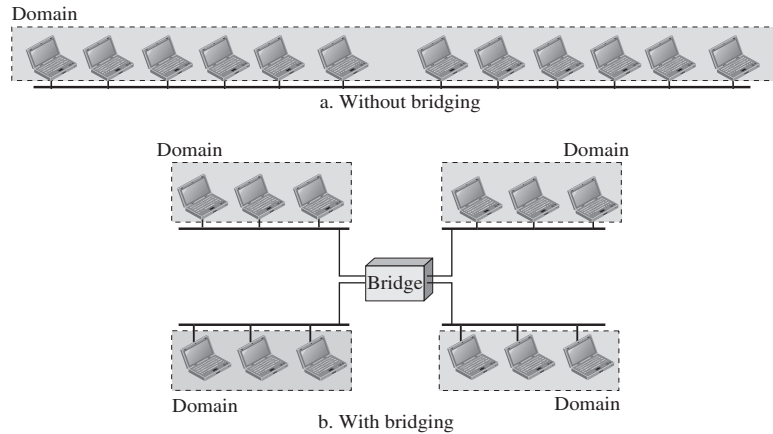 Domain
a. Without bridging
Domain
Domain
Bridge
Domain
Domain
b. With bridging